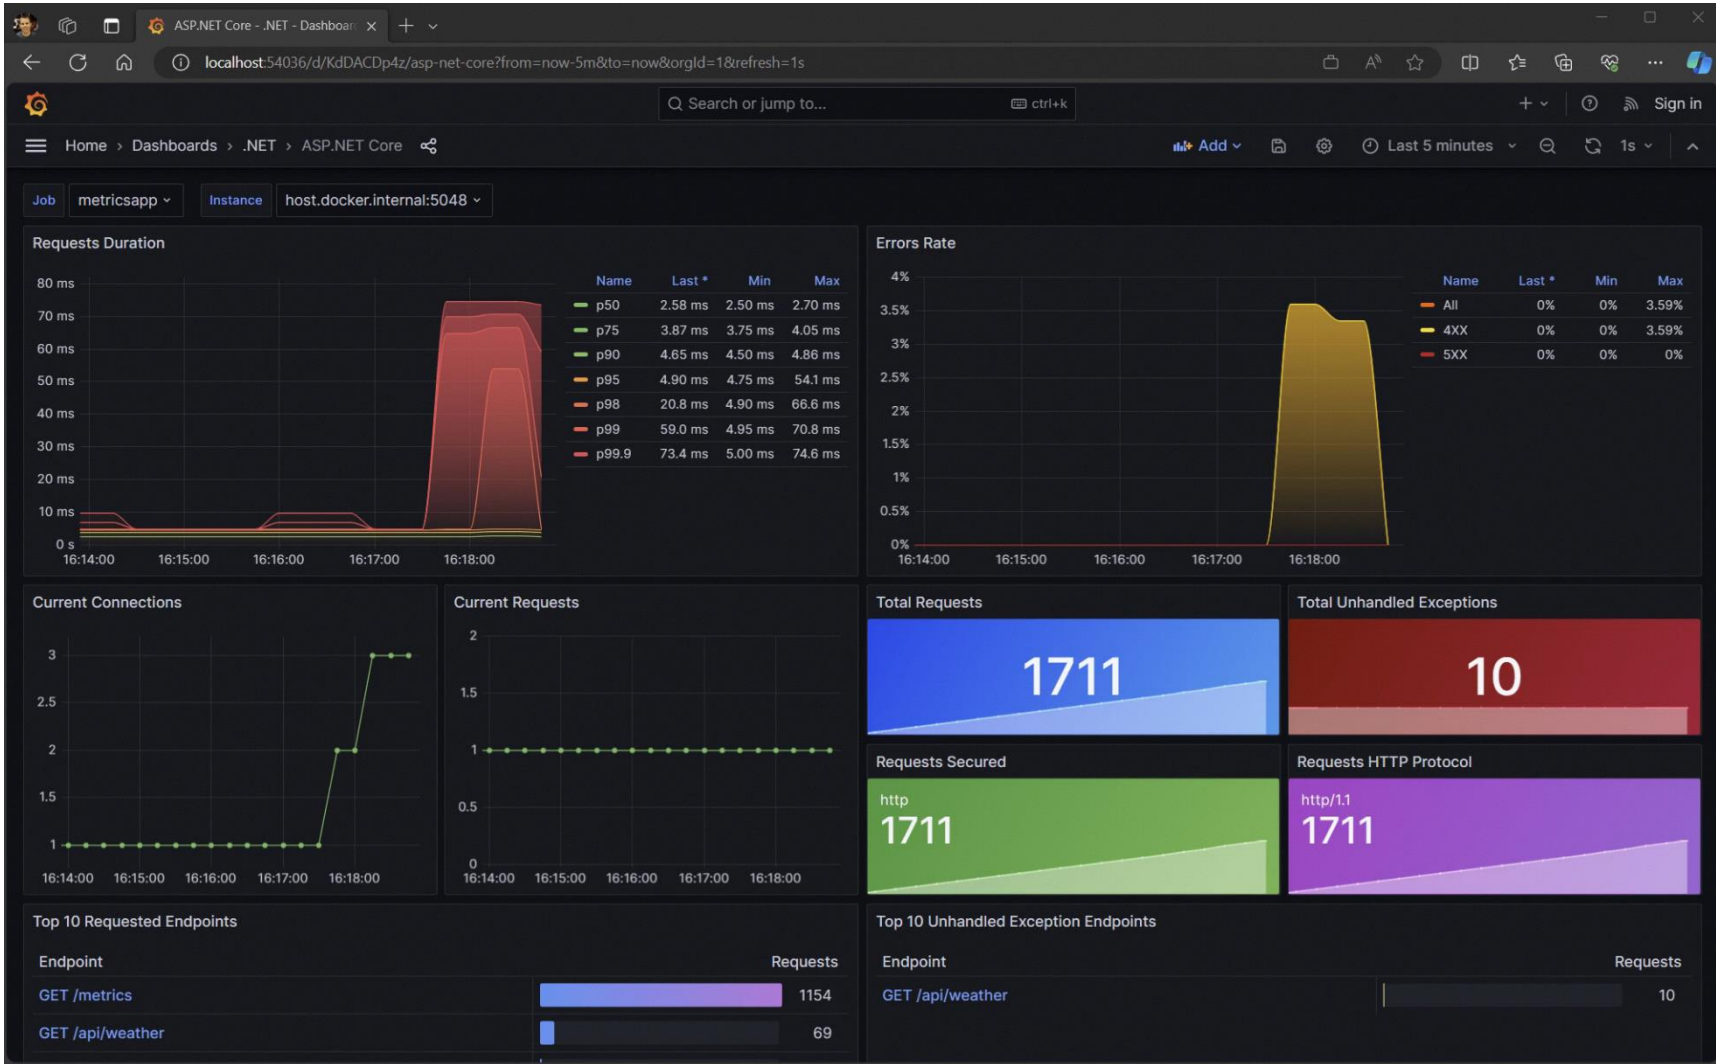 ASP.NET Core - .NET - Dashboar
localhost:54036/d/KdDACDp4z/asp-net-core?from=now-5m&to=now&orgId=1&refresh=1s
Search or jump to...
ctrl+k
Sign in
Home › Dashboards › .NET › ASP.NET Core
Add
Last 5 minutes
1s
Job metricsapp
Instance host.docker.internal:5048
Requests Duration
80 ms
70 ms
60 ms
50 ms
40 ms
30 ms
20 ms
10 ms
0 s
16:14:00 16:15:00 16:16:00 16:17:00 16:18:00
Name Last * Min Max
p50 2.58 ms 2.50 ms 2.70 ms
p75 3.87 ms 3.75 ms 4.05 ms
p90 4.65 ms 4.50 ms 4.86 ms
p95 4.90 ms 4.75 ms 54.1 ms
p98 20.8 ms 4.90 ms 66.6 ms
p99 59.0 ms 4.95 ms 70.8 ms
p99.9 73.4 ms 5.00 ms 74.6 ms
Errors Rate
4%
3.5%
3%
2.5%
2%
1.5%
1%
0.5%
0%
16:14:00 16:15:00 16:16:00 16:17:00 16:18:00
Name Last * Min Max
All 0% 0% 3.59%
4XX 0% 0% 3.59%
5XX 0% 0% 0%
Current Connections
3
2.5
2
1.5
1
16:14:00 16:15:00 16:16:00 16:17:00 16:18:00
Current Requests
2
1.5
1
0.5
0
16:14:00 16:15:00 16:16:00 16:17:00 16:18:00
Total Requests
1711
Total Unhandled Exceptions
10
Requests Secured
http
1711
Requests HTTP Protocol
http/1.1
1711
Top 10 Requested Endpoints
Endpoint Requests
GET /metrics 1154
GET /api/weather 69
Top 10 Unhandled Exception Endpoints
Endpoint Requests
GET /api/weather 10